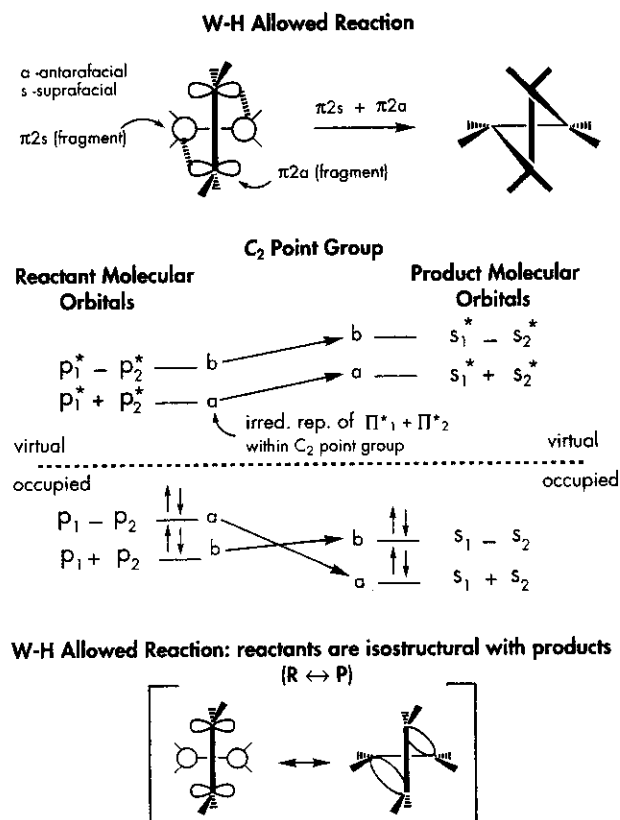 W-H Allowed Reaction
a -antarafacial
s -suprafacial
π2s (fragment)
π2s + π2a
π2a (fragment)
C₂ Point Group
Reactant Molecular Orbitals
Product Molecular Orbitals
b s₁* – s₂*
p₁* – p₂* b
a s₁* + s₂*
p₁* + p₂* a
irred. rep. of Π*₁ + Π*₂
within C₂ point group
virtual virtual
occupied occupied
p₁ – p₂ a
b s₁ – s₂
p₁ + p₂ b
a s₁ + s₂
W-H Allowed Reaction: reactants are isostructural with products
(R ↔ P)